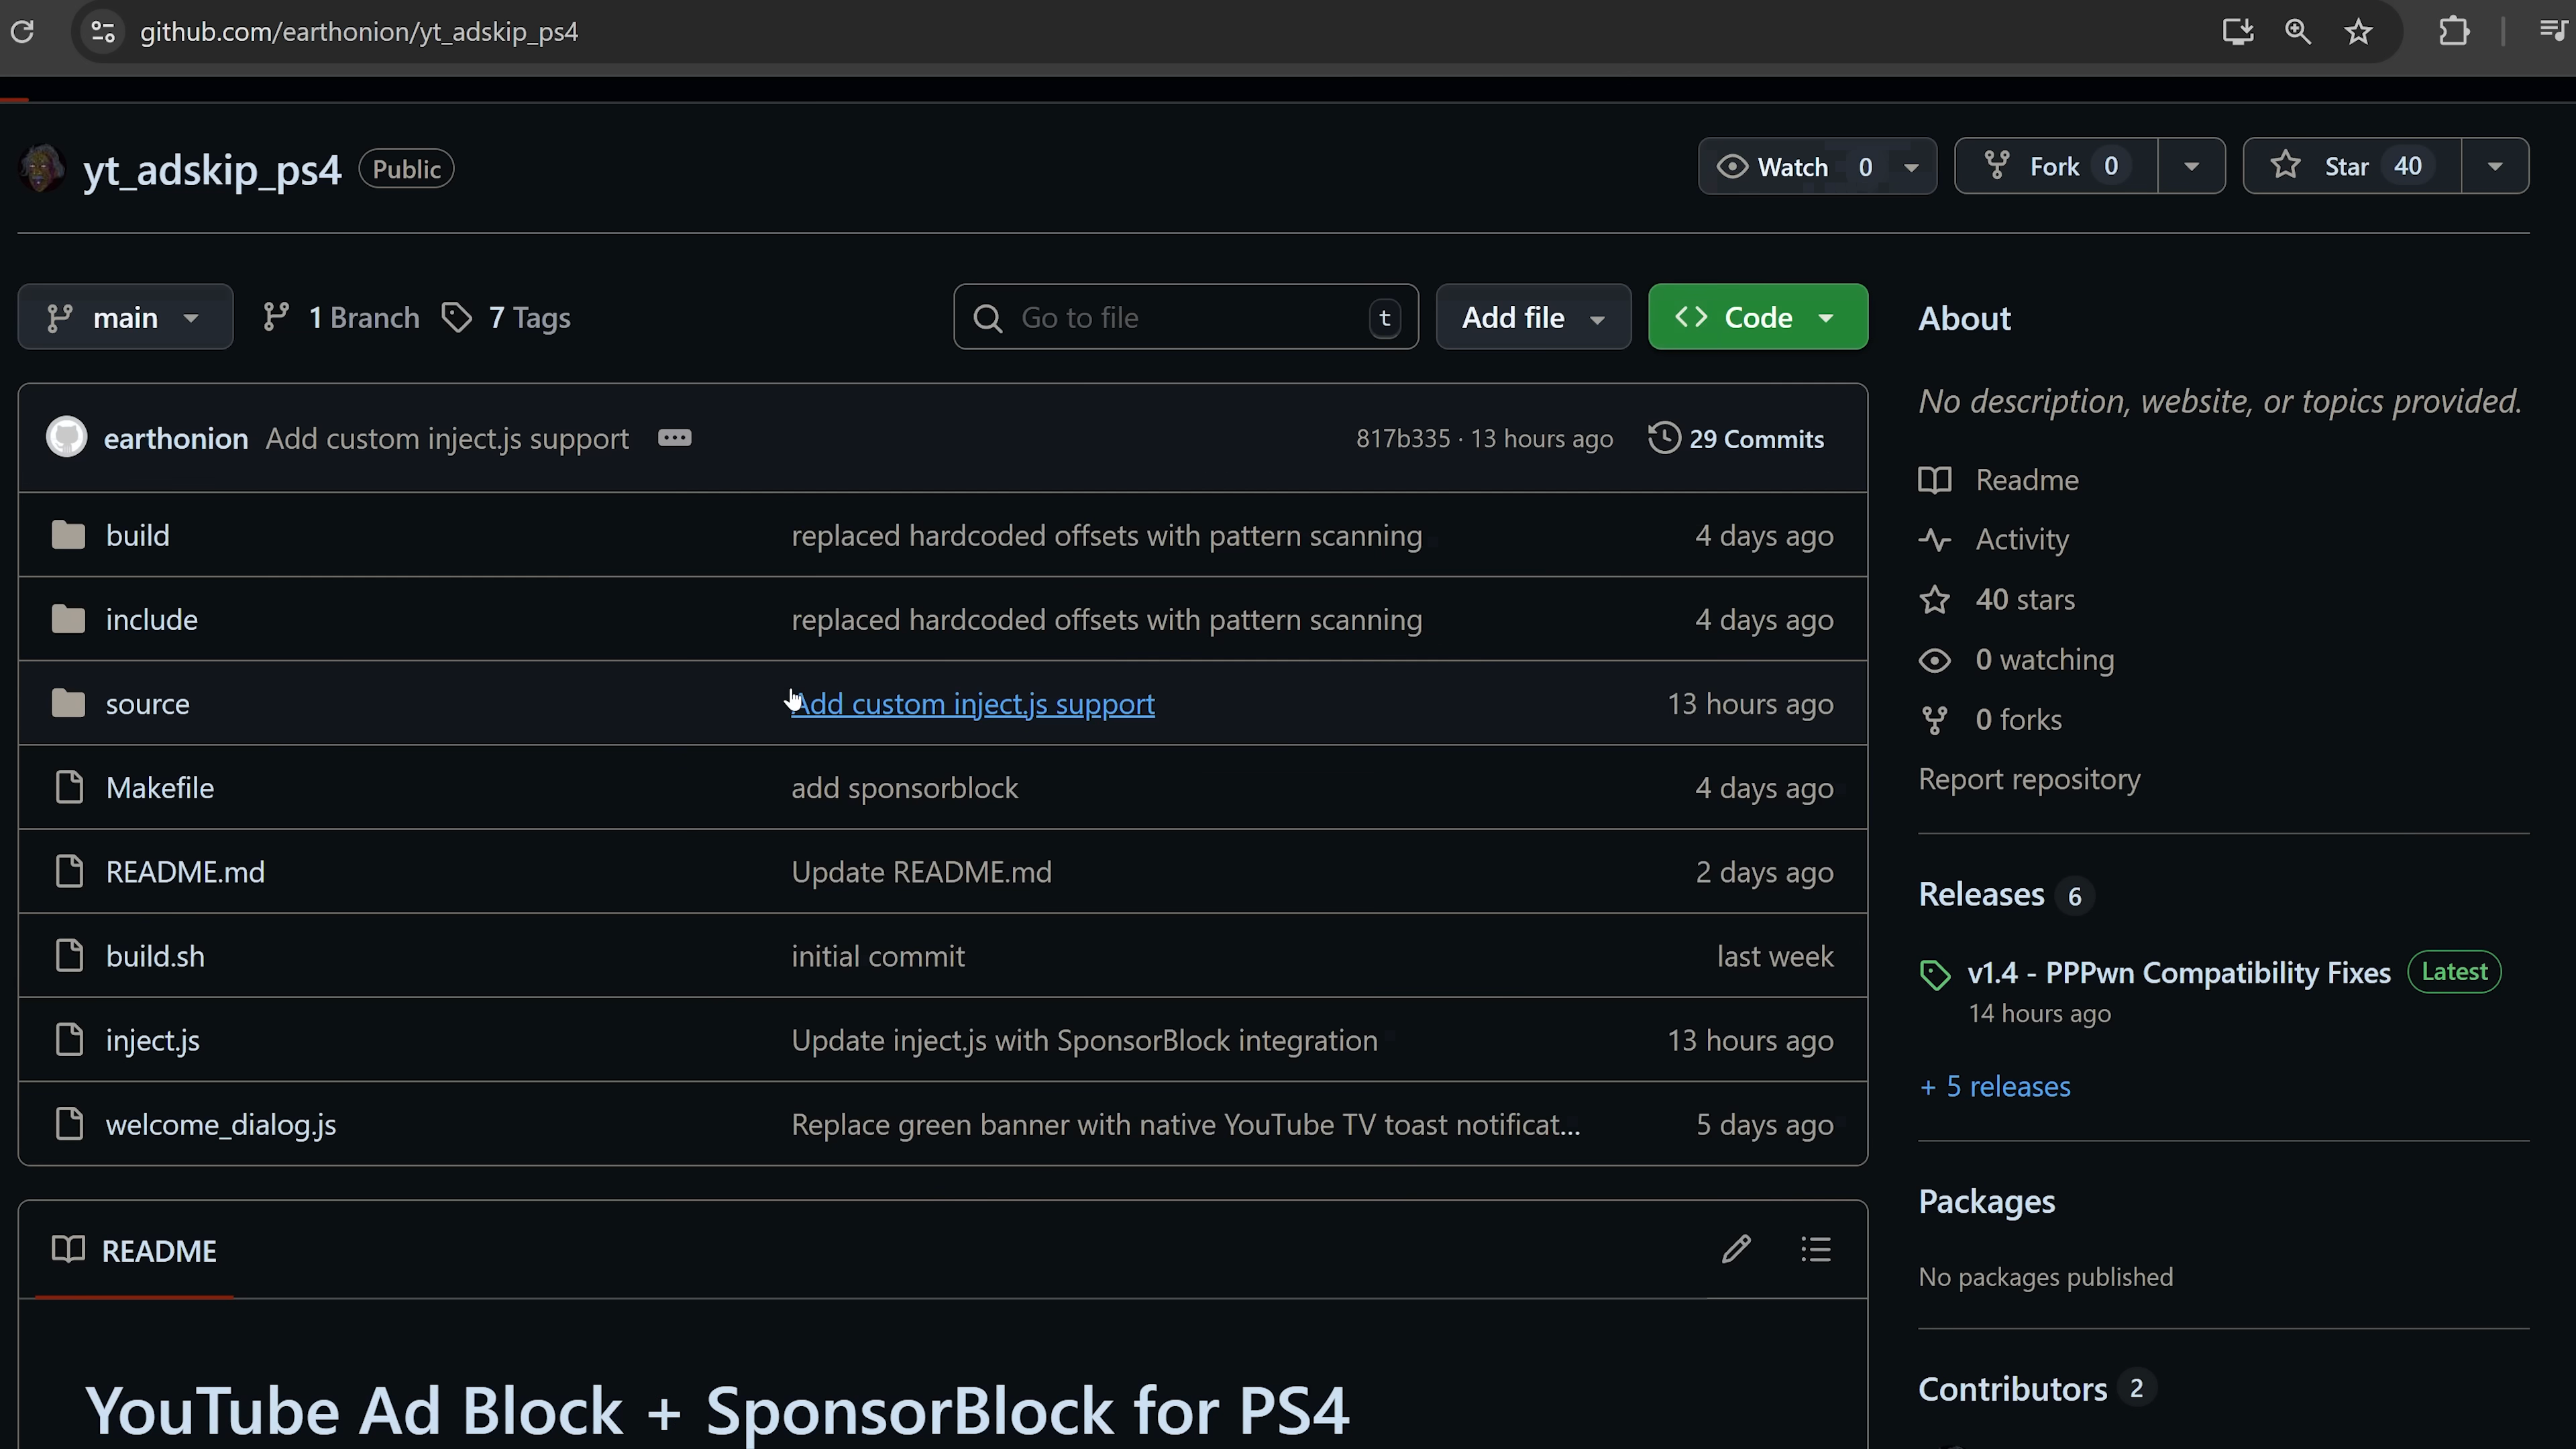 github.com/earthonion/yt_adskip_ps4
yt_adskip_ps4 Public
Watch 0
Fork 0
Star 40
main
1 Branch
7 Tags
Go to file t
Add file
<> Code
earthonion Add custom inject.js support
817b335 · 13 hours ago
29 Commits
build replaced hardcoded offsets with pattern scanning 4 days ago
include replaced hardcoded offsets with pattern scanning 4 days ago
source Add custom inject.js support 13 hours ago
Makefile add sponsorblock 4 days ago
README.md Update README.md 2 days ago
build.sh initial commit last week
inject.js Update inject.js with SponsorBlock integration 13 hours ago
welcome_dialog.js Replace green banner with native YouTube TV toast notificat... 5 days ago
README
YouTube Ad Block + SponsorBlock for PS4
About
No description, website, or topics provided.
Readme
Activity
40 stars
0 watching
0 forks
Report repository
Releases 6
v1.4 - PPPwn Compatibility Fixes Latest
14 hours ago
+ 5 releases
Packages
No packages published
Contributors 2